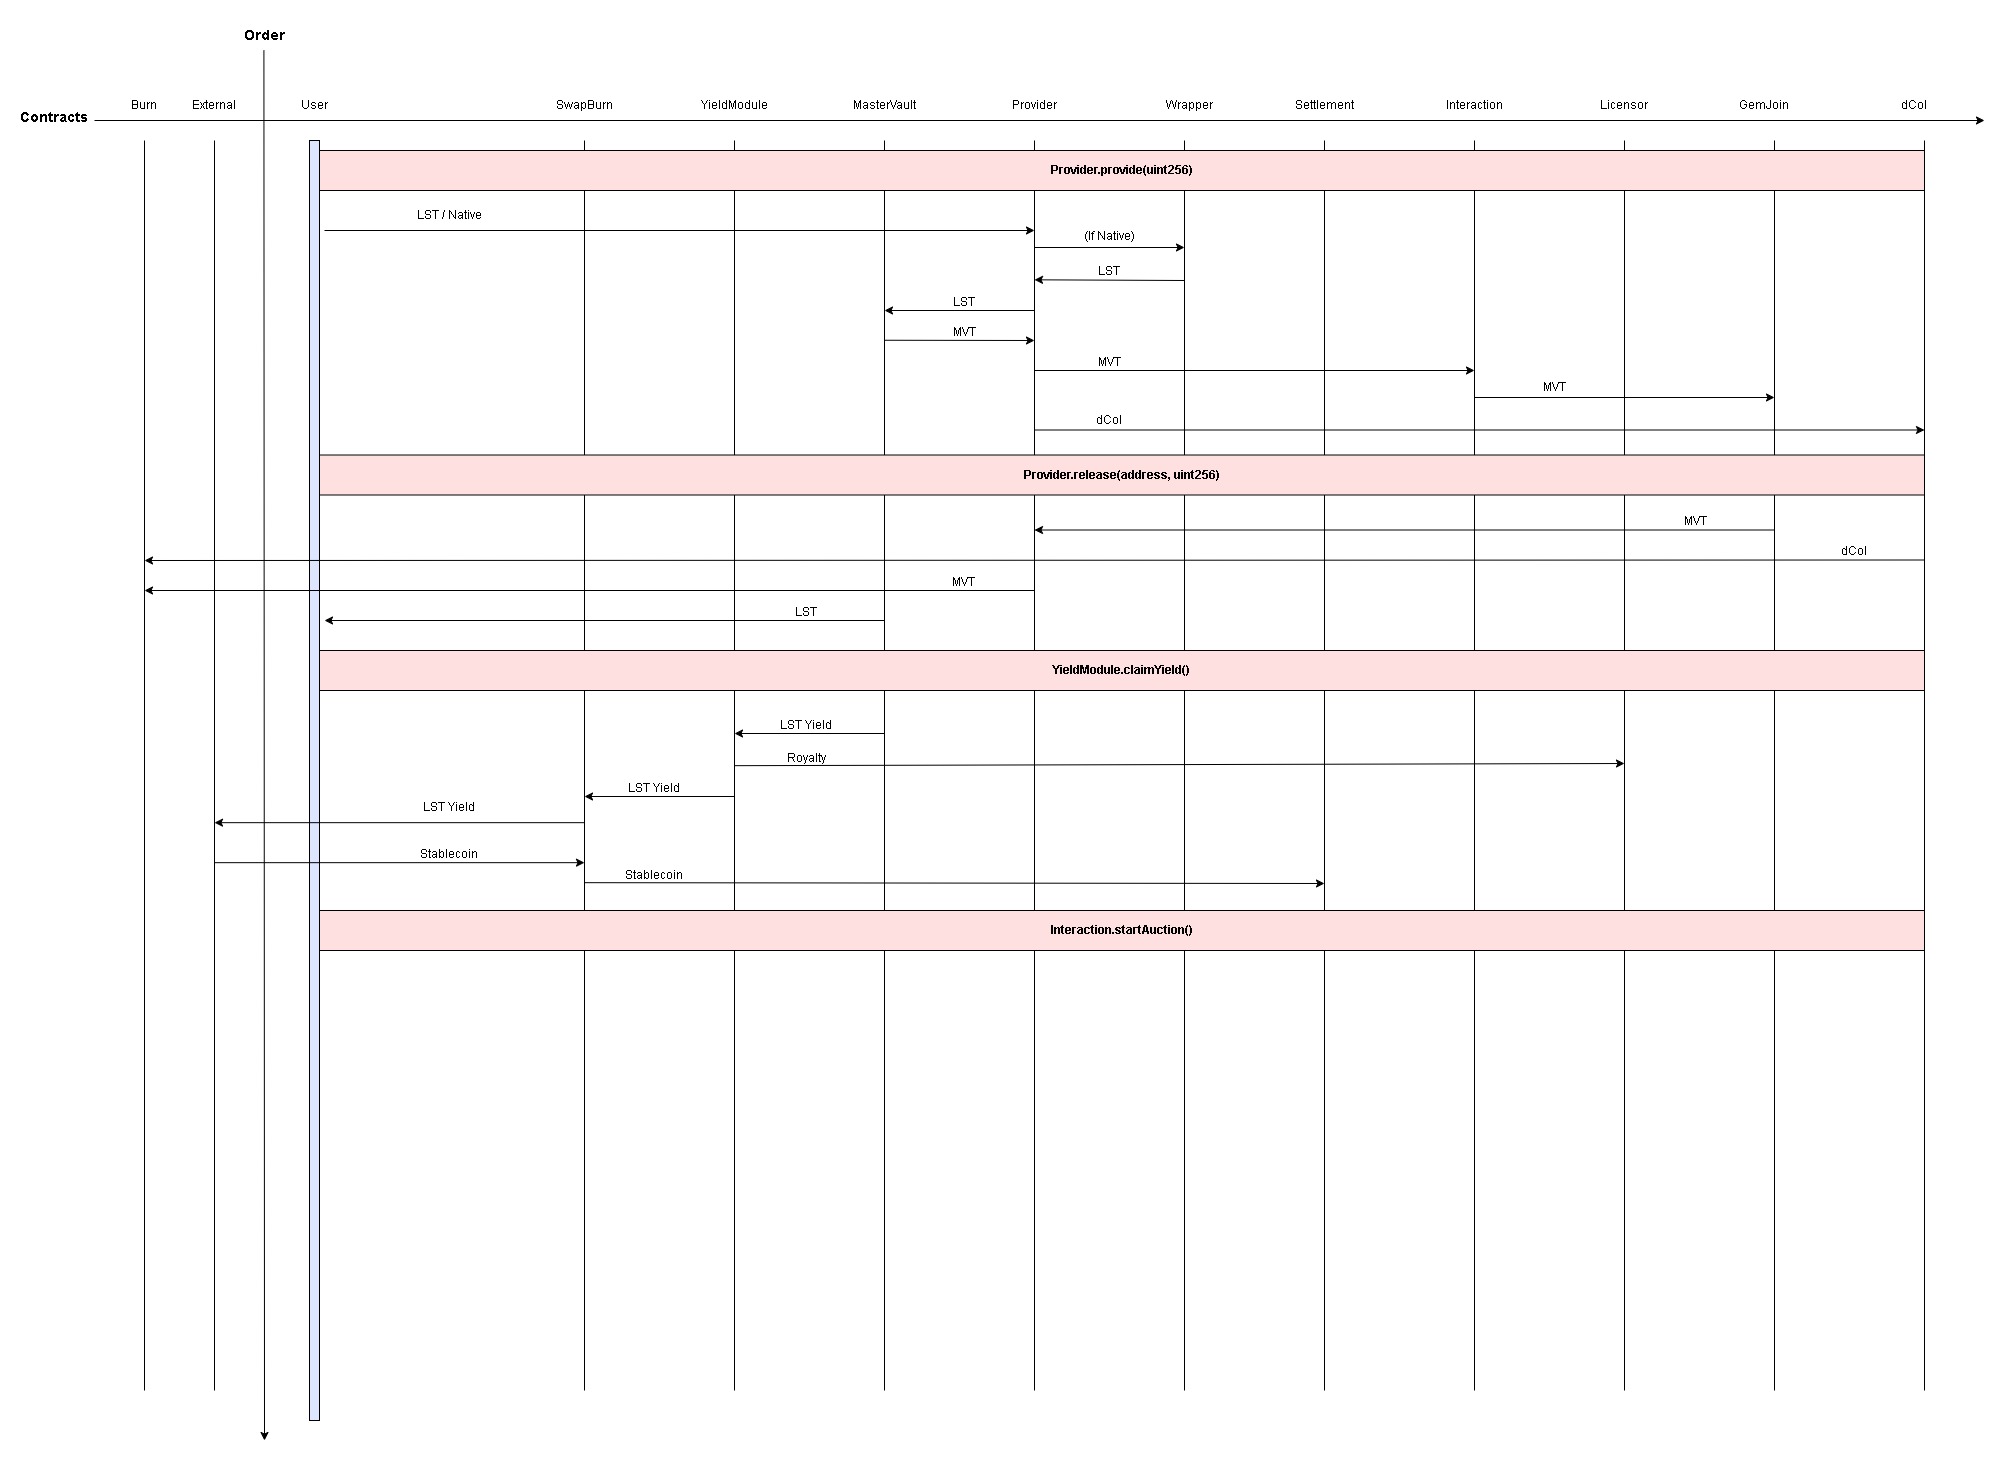 Order
Burn
External
User
SwapBurn
YieldModule
MasterVault
Provider
Wrapper
Settlement
Interaction
Licensor
GemJoin
dCol
Contracts
Provider.provide(uint256)
LST / Native
(If Native)
LST
LST
MVT
MVT
MVT
dCol
Provider.release(address, uint256)
MVT
dCol
MVT
LST
YieldModule.claimYield()
LST Yield
Royalty
LST Yield
LST Yield
Stablecoin
Stablecoin
Interaction.startAuction()